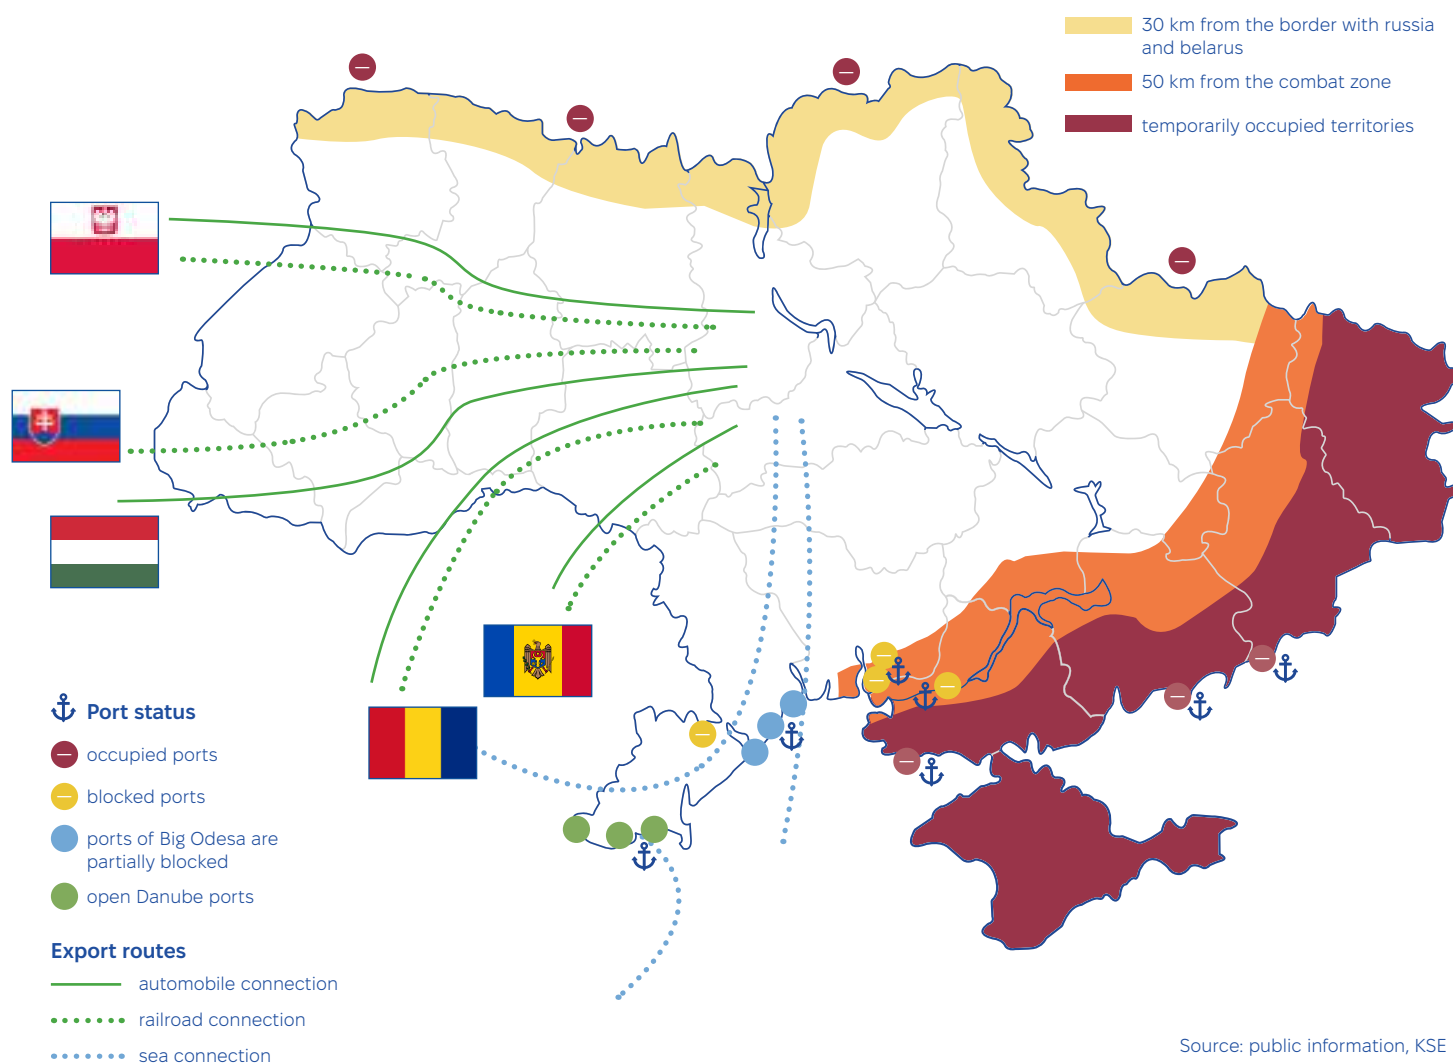 30 km from the border with russia
and belarus
50 km from the combat zone
temporarily occupied territories
Port status
occupied ports
blocked ports
ports of Big Odesa are
partially blocked
open Danube ports
Export routes
automobile connection
railroad connection
sea connection
Source: public information, KSE